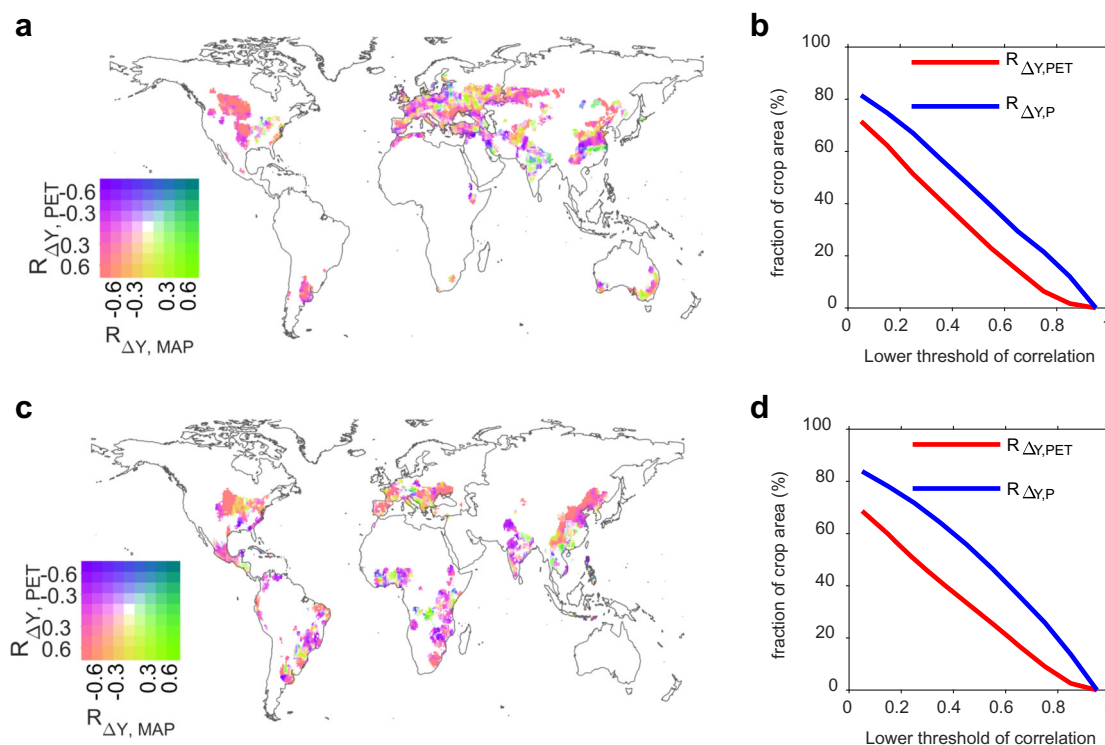 a
R ΔY, PET
-0.6
-0.3
0.3
0.6
-0.6
-0.3
0.3
0.6
R ΔY, MAP
b
fraction of crop area (%)
100
80
60
40
20
0
R ΔY,PET
R ΔY,P
0 0.2 0.4 0.6 0.8
Lower threshold of correlation
c
R ΔY, PET
-0.6
-0.3
0.3
0.6
-0.6
-0.3
0.3
0.6
R ΔY, MAP
d
fraction of crop area (%)
100
80
60
40
20
0
R ΔY,PET
R ΔY,P
0 0.2 0.4 0.6 0.8
Lower threshold of correlation